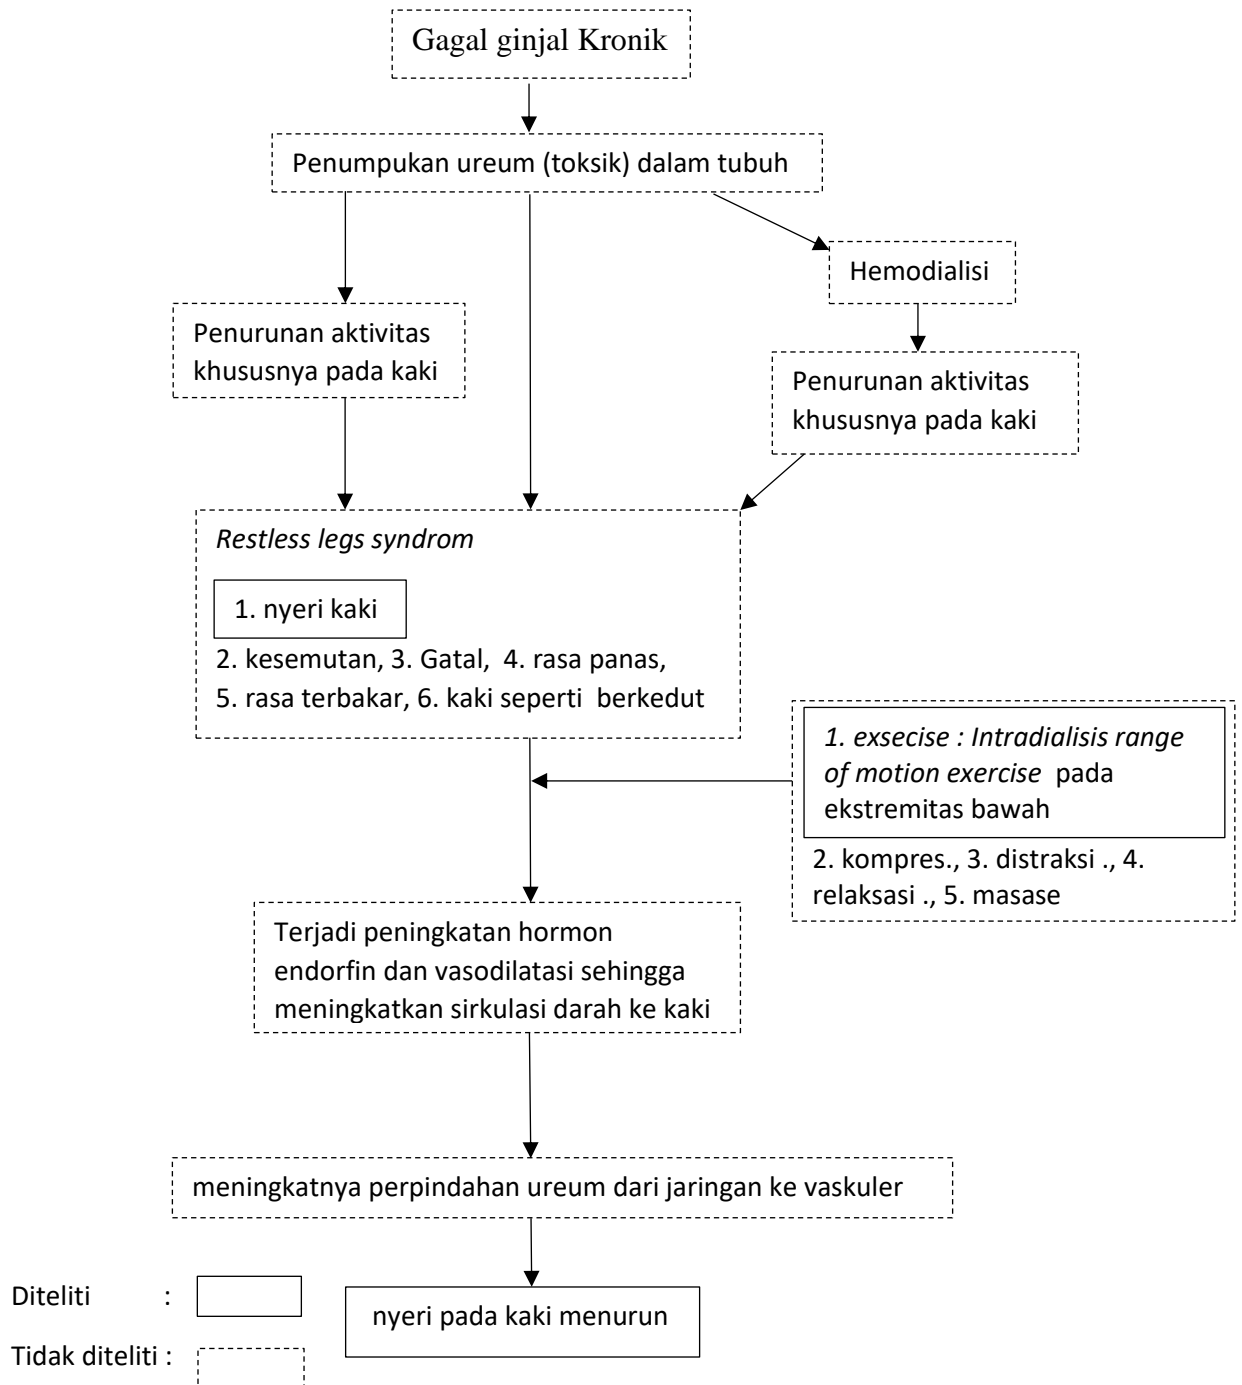 Gagal ginjal Kronik
Penumpukan ureum (toksik) dalam tubuh
Hemodialisi
Penurunan aktivitas
khususnya pada kaki
Penurunan aktivitas
khususnya pada kaki
Restless legs syndrom
1. nyeri kaki
2. kesemutan, 3. Gatal,  4. rasa panas,
5. rasa terbakar, 6. kaki seperti  berkedut
1. exsecise : Intradialisis range
of motion exercise  pada
ekstremitas bawah
2. kompres., 3. distraksi ., 4.
relaksasi ., 5. masase
Terjadi peningkatan hormon
endorfin dan vasodilatasi sehingga
meningkatkan sirkulasi darah ke kaki
meningkatnya perpindahan ureum dari jaringan ke vaskuler
nyeri pada kaki menurun
Diteliti :
Tidak diteliti :